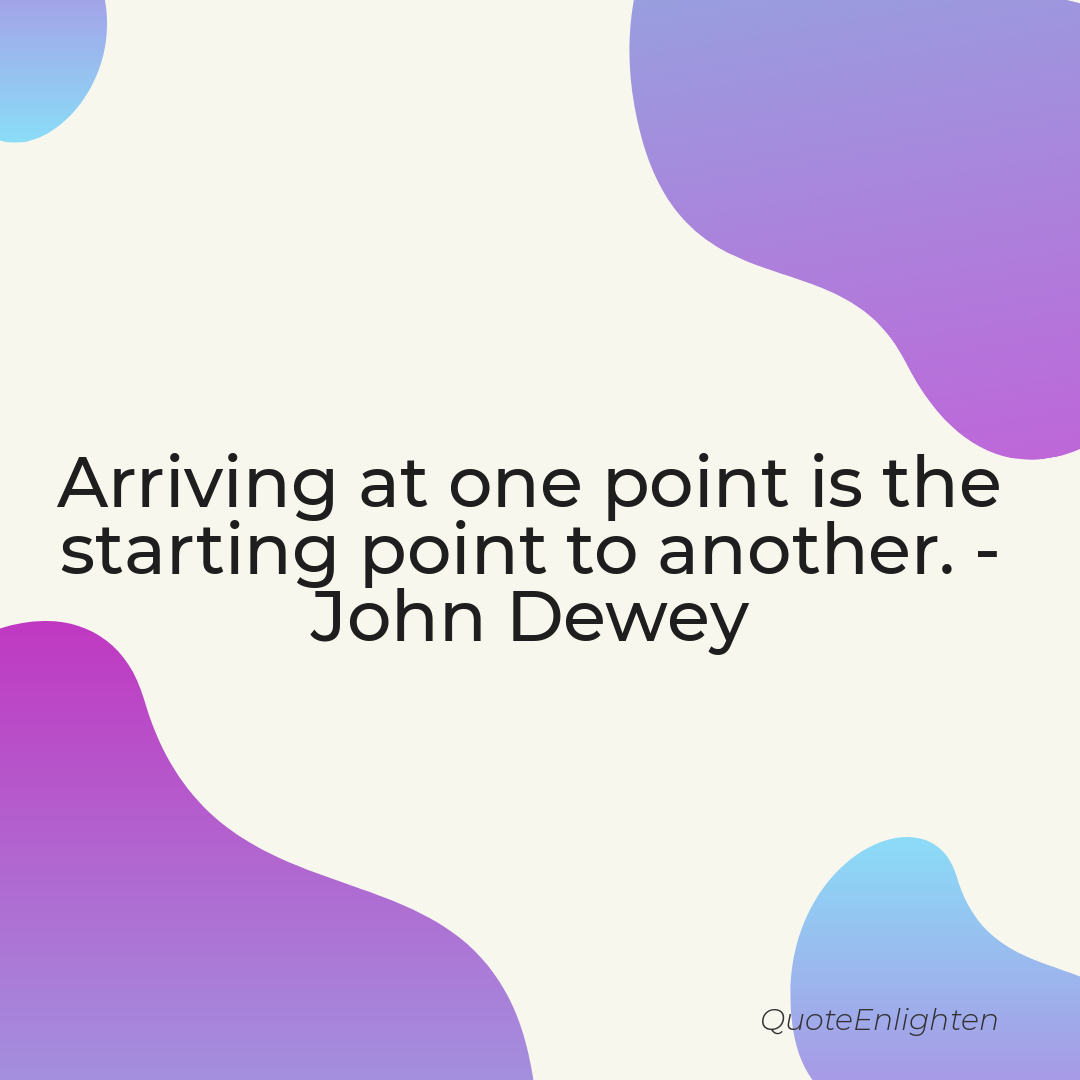 Arriving at one point is the
starting point to another. -
John Dewey
QuoteEnlighten